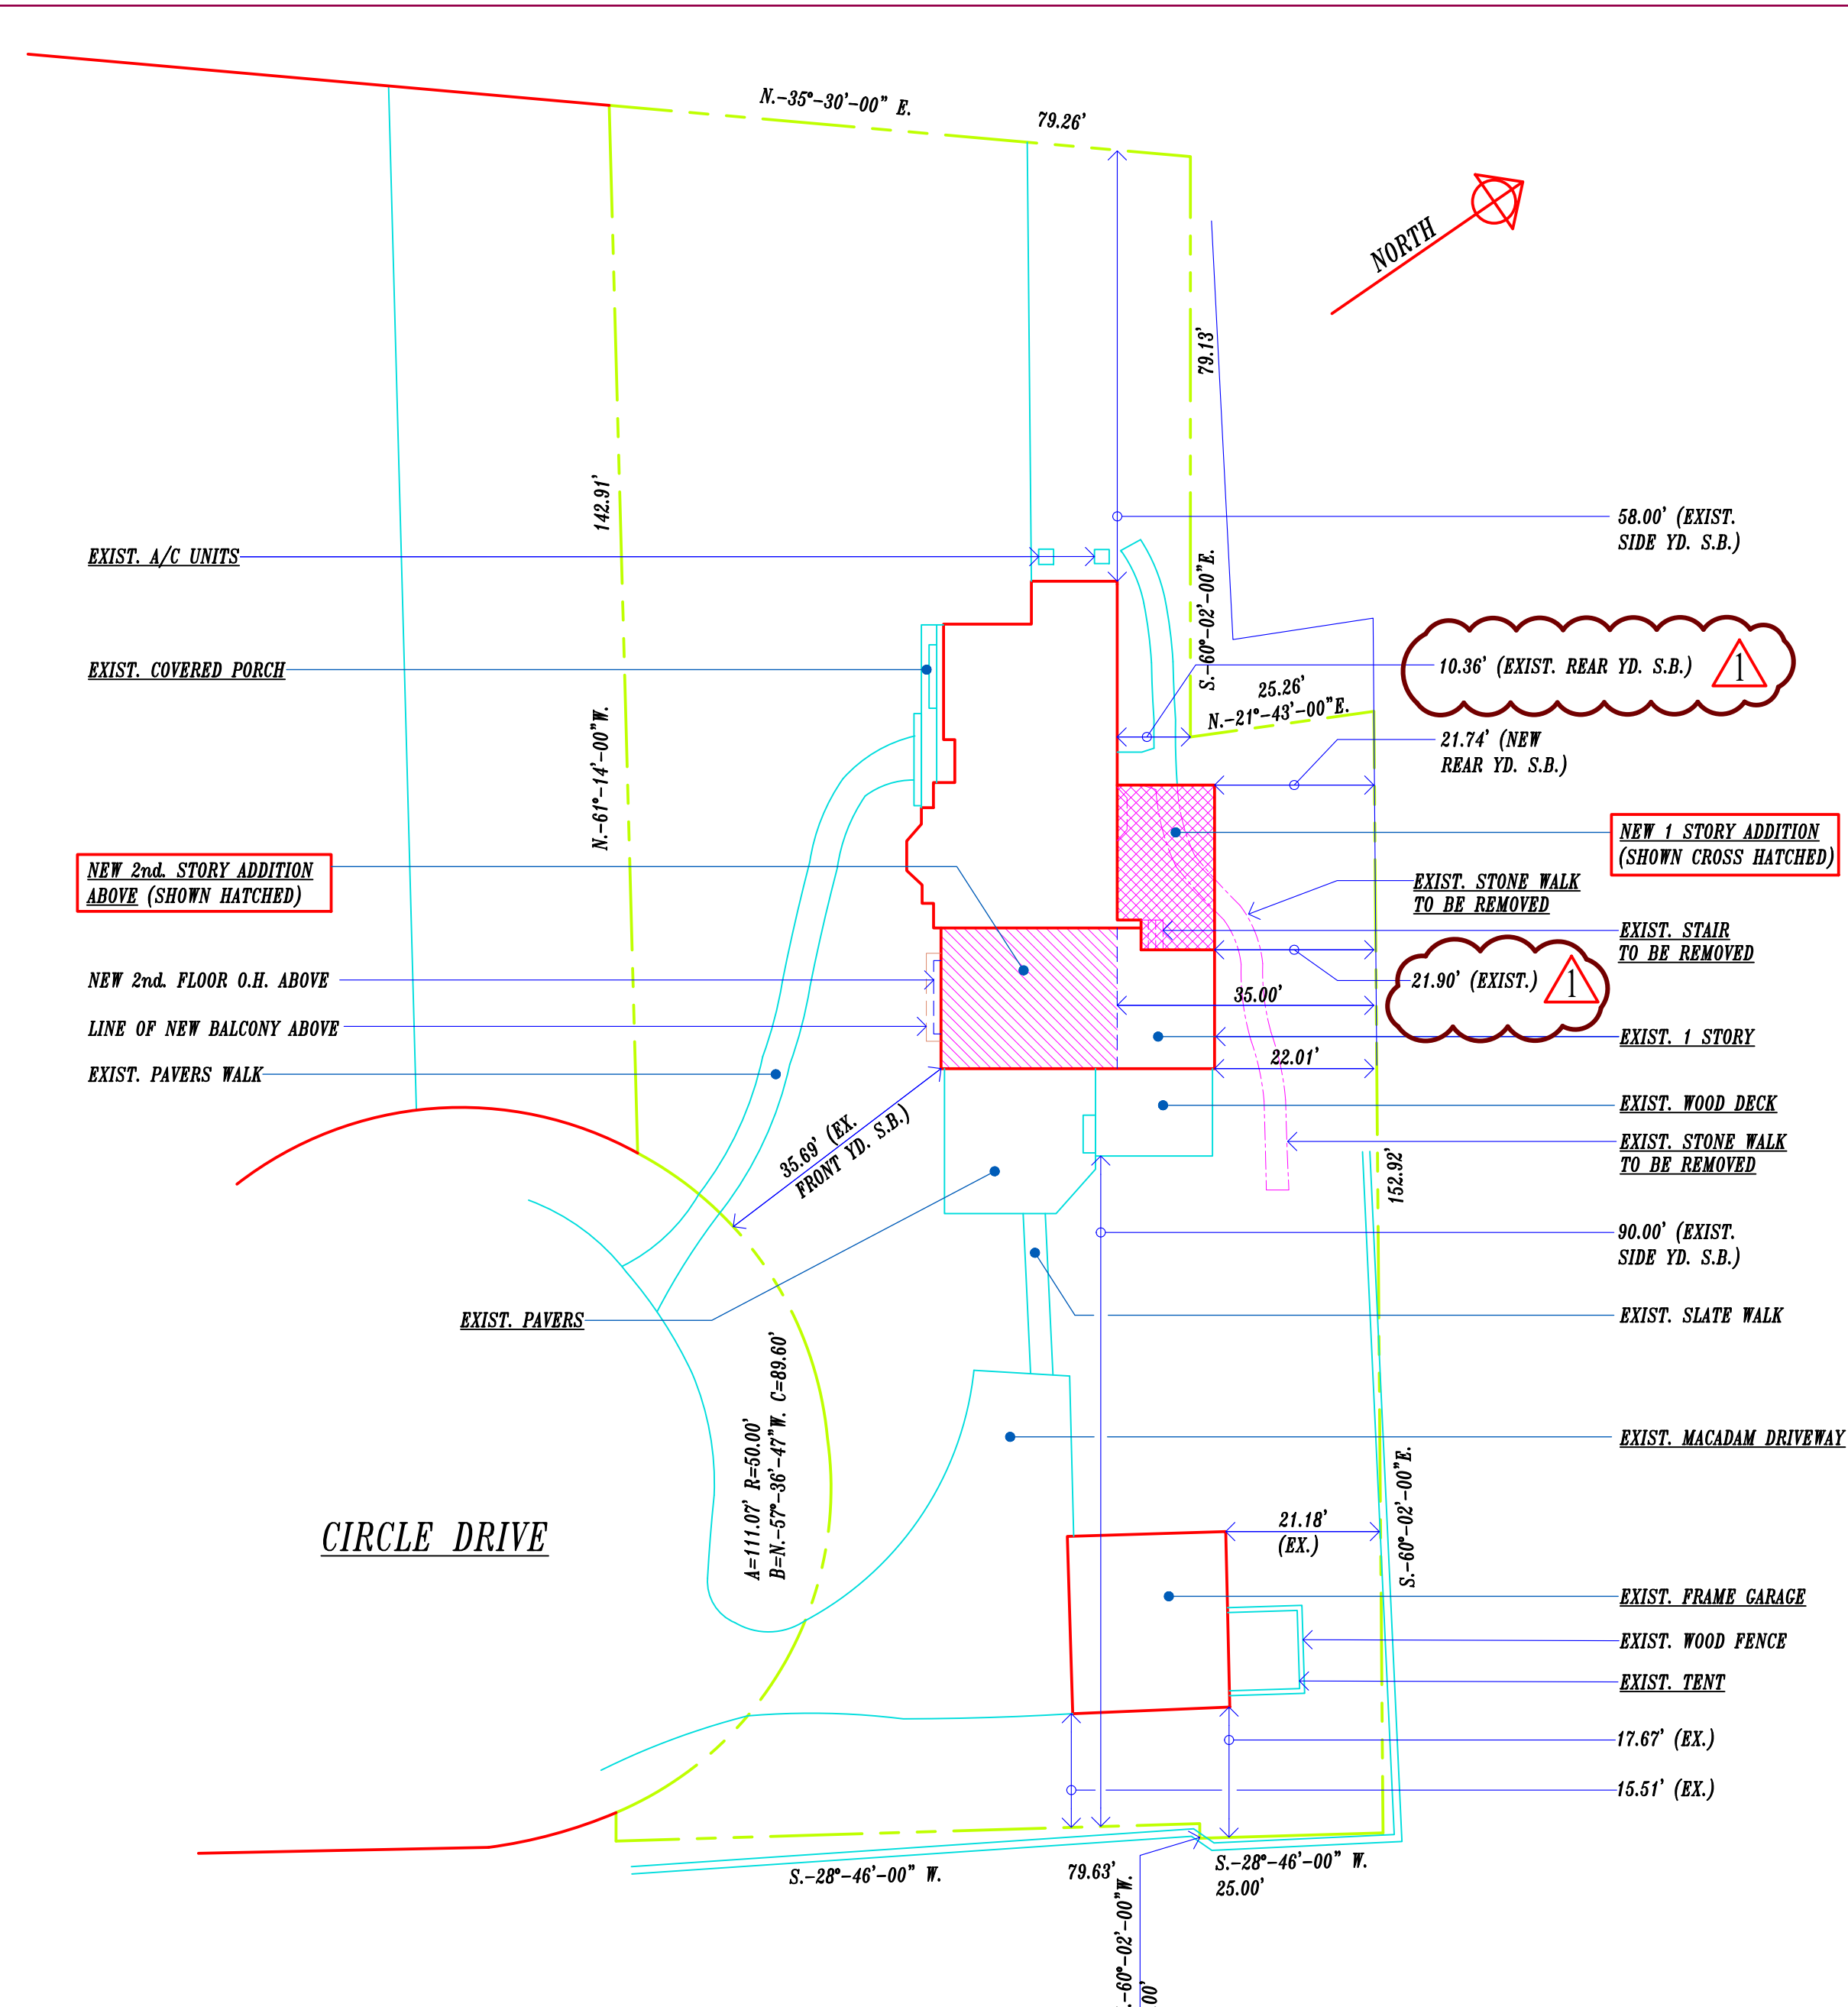 N.-35°-30'-00" E.
79.26'
NORTH
79.13'
142.91'
58.00' (EXIST.
SIDE YD. S.B.)
EXIST. A/C UNITS
S.-60°-02'-00"E.
10.36' (EXIST. REAR YD. S.B.)
1
EXIST. COVERED PORCH
25.26'
N.-21°-43'-00"E.
N.-61°-14'-00"W.
21.74' (NEW
REAR YD. S.B.)
NEW 1 STORY ADDITION
(SHOWN CROSS HATCHED)
NEW 2nd. STORY ADDITION
ABOVE (SHOWN HATCHED)
EXIST. STONE WALK
TO BE REMOVED
EXIST. STAIR
TO BE REMOVED
NEW 2nd. FLOOR O.H. ABOVE
21.90' (EXIST.)
1
35.00'
LINE OF NEW BALCONY ABOVE
EXIST. 1 STORY
22.01'
EXIST. PAVERS WALK
EXIST. WOOD DECK
35.69' (EX.
FRONT YD. S.B.)
EXIST. STONE WALK
TO BE REMOVED
152.92'
90.00' (EXIST.
SIDE YD. S.B.)
EXIST. PAVERS
EXIST. SLATE WALK
A=111.07' R=50.00'
B=N.-57°-36'-47"W. C=89.60'
EXIST. MACADAM DRIVEWAY
S.-60°-02'-00"E.
CIRCLE DRIVE
21.18'
(EX.)
EXIST. FRAME GARAGE
EXIST. WOOD FENCE
EXIST. TENT
17.67' (EX.)
15.51' (EX.)
S.-28°-46'-00" W.
79.63'
S.-28°-46'-00" W.
25.00'
.-60°-02'-00"W.
00'